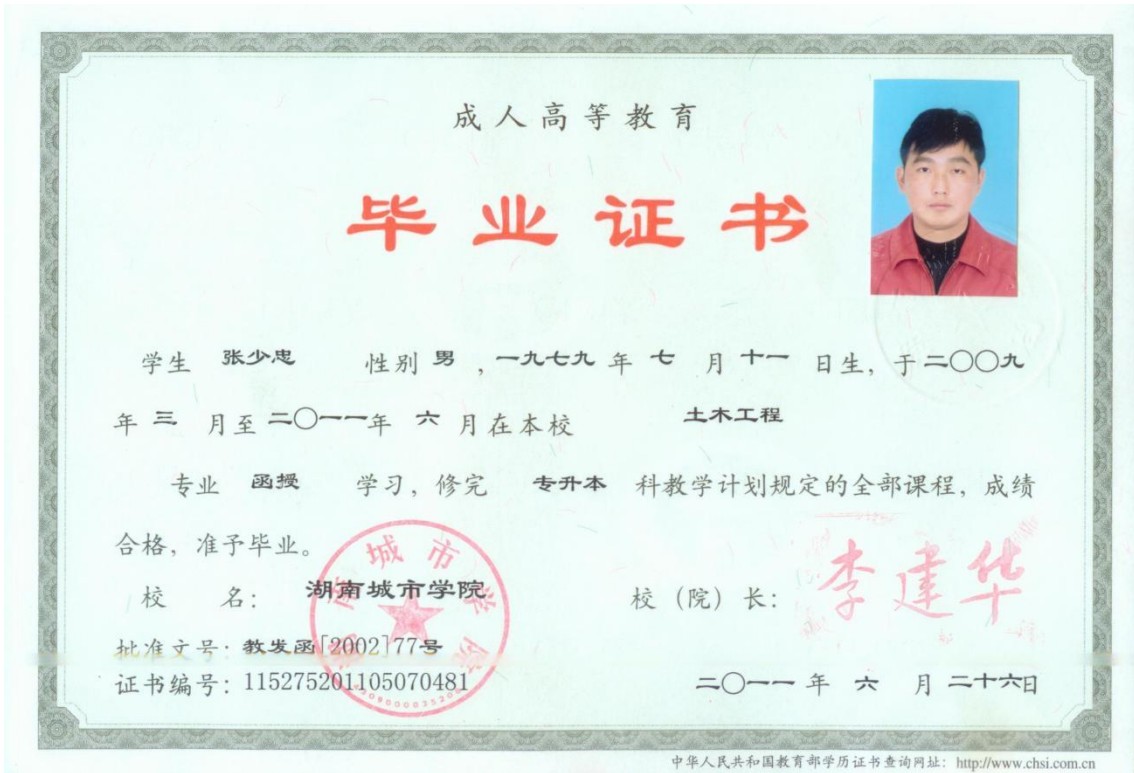 成人高等教育
毕业证书
学生 张少忠 性别 男 , 一九七九 年 七 月 十一 日生, 于二〇〇九
年 三 月至 二〇一一年 六 月在本校 土木工程
专业 函授 学习, 修完 专升本 科教学计划规定的全部课程, 成绩
合格, 准予毕业。
校 名: 湖南城市学院 校 (院) 长: 李建华
批准文号: 教发函[2002]77号
证书编号: 115275201105070481
二〇一一 年 六 月 二十六日
中华人民共和国教育部学历证书查询网址: http://www.chsi.com.cn